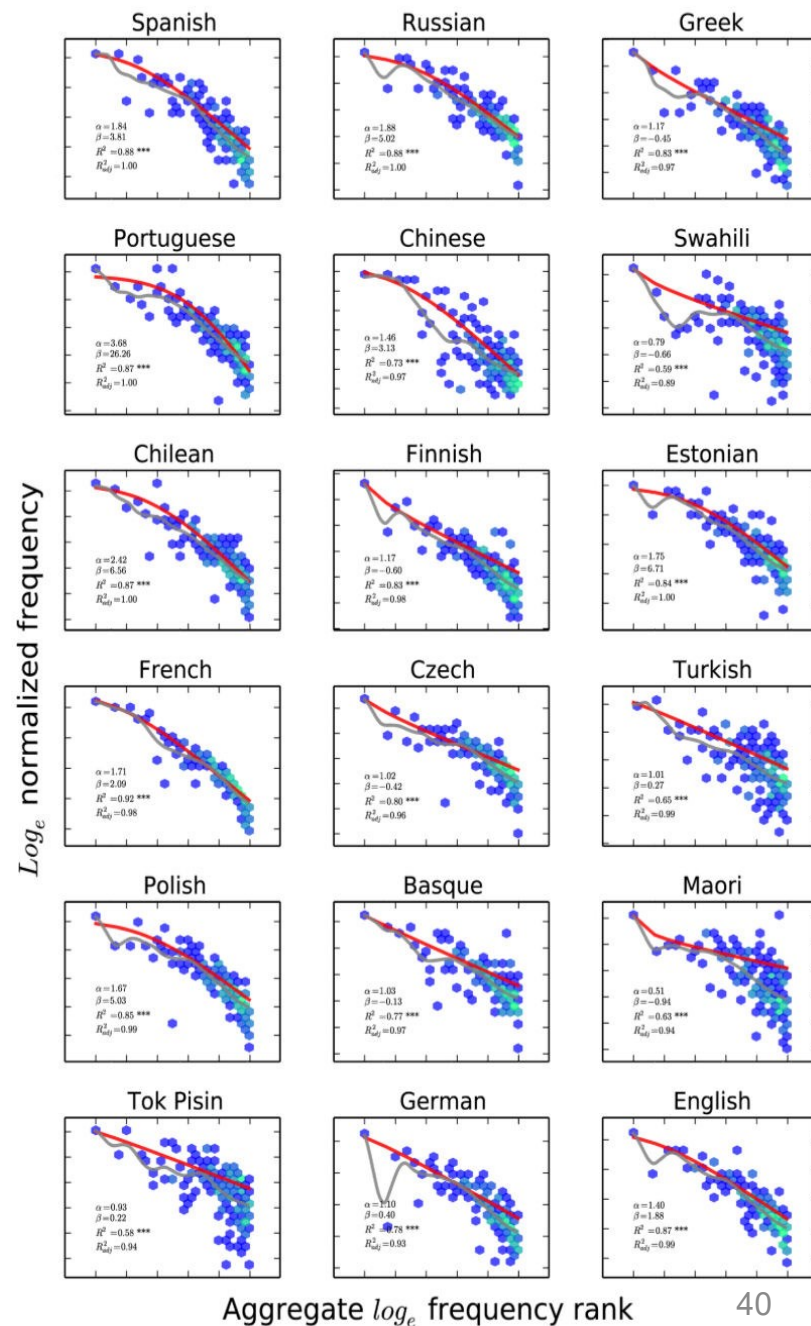 Spanish
α=1.84
β=3.81
R² =0.88 ***
R²adj=1.00
Russian
α=1.88
β=5.02
R² =0.88 ***
R²adj=1.00
Greek
α=1.17
β=−0.45
R² =0.83 ***
R²adj=0.97
Portuguese
α=3.68
β=26.26
R² =0.87 ***
R²adj=1.00
Chinese
α=1.46
β=3.13
R² =0.73 ***
R²adj=0.97
Swahili
α=0.79
β=−0.66
R² =0.59 ***
R²adj=0.89
Chilean
α=2.42
β=6.56
R² =0.87 ***
R²adj=1.00
Finnish
α=1.17
β=−0.60
R² =0.83 ***
R²adj=0.98
Estonian
α=1.75
β=6.71
R² =0.84 ***
R²adj=1.00
French
α=1.71
β=2.09
R² =0.92 ***
R²adj=0.98
Czech
α=1.02
β=−0.42
R² =0.80 ***
R²adj=0.96
Turkish
α=1.01
β=0.27
R² =0.65 ***
R²adj=0.99
Polish
α=1.67
β=5.03
R² =0.85 ***
R²adj=0.99
Basque
α=1.03
β=−0.13
R² =0.77 ***
R²adj=0.97
Maori
α=0.51
β=−0.94
R² =0.63 ***
R²adj=0.94
Tok Pisin
α=0.93
β=0.22
R² =0.58 ***
R²adj=0.94
German
α=1.10
β=0.40
R² =0.78 ***
R²adj=0.93
English
α=1.40
β=1.88
R² =0.87 ***
R²adj=0.99
Logₑ normalized frequency
Aggregate logₑ frequency rank
40